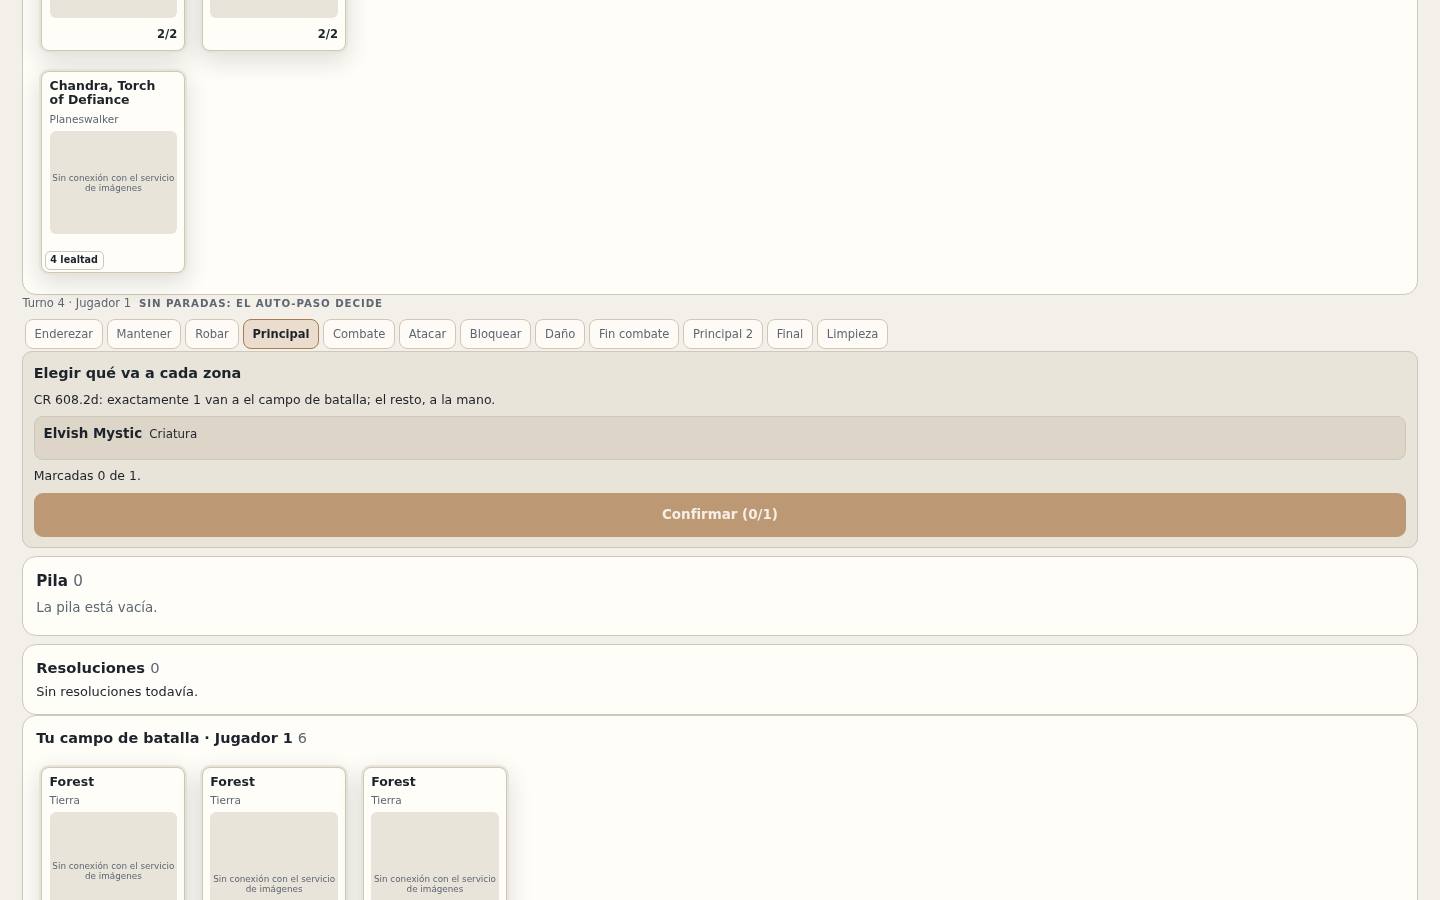 2/2
2/2
Chandra, Torch
of Defiance
Planeswalker
Sin conexión con el servicio
de imágenes
4 lealtad
Turno 4 · Jugador 1 SIN PARADAS: EL AUTO-PASO DECIDE
Enderezar Mantener Robar Principal Combate Atacar Bloquear Daño Fin combate Principal 2 Final Limpieza
Elegir qué va a cada zona
CR 608.2d: exactamente 1 van a el campo de batalla; el resto, a la mano.
Elvish Mystic Criatura
Marcadas 0 de 1.
Confirmar (0/1)
Pila 0
La pila está vacía.
Resoluciones 0
Sin resoluciones todavía.
Tu campo de batalla · Jugador 1 6
Forest
Tierra
Sin conexión con el servicio
de imágenes
Forest
Tierra
Sin conexión con el servicio
de imágenes
Forest
Tierra
Sin conexión con el servicio
de imágenes